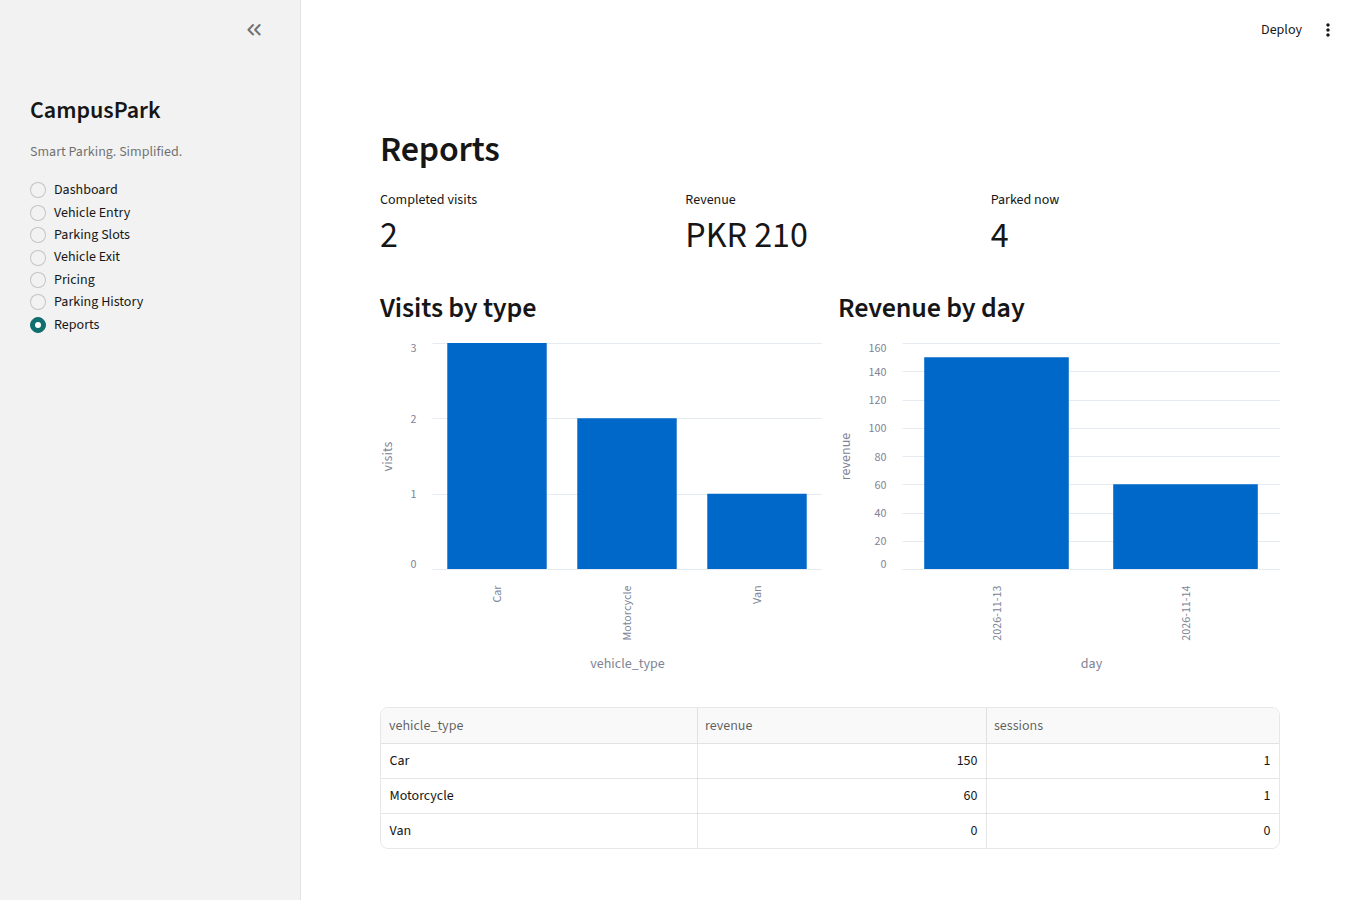 Deploy
CampusPark
Smart Parking. Simplified.
Dashboard
Vehicle Entry
Parking Slots
Vehicle Exit
Pricing
Parking History
Reports
Reports
Completed visits
2
Revenue
PKR 210
Parked now
4
Visits by type
3
2
1
0
visits
Car
Motorcycle
Van
vehicle_type
Revenue by day
160
140
120
100
80
60
40
20
0
revenue
2026-11-13
2026-11-14
day
vehicle_type revenue sessions
Car 150 1
Motorcycle 60 1
Van 0 0